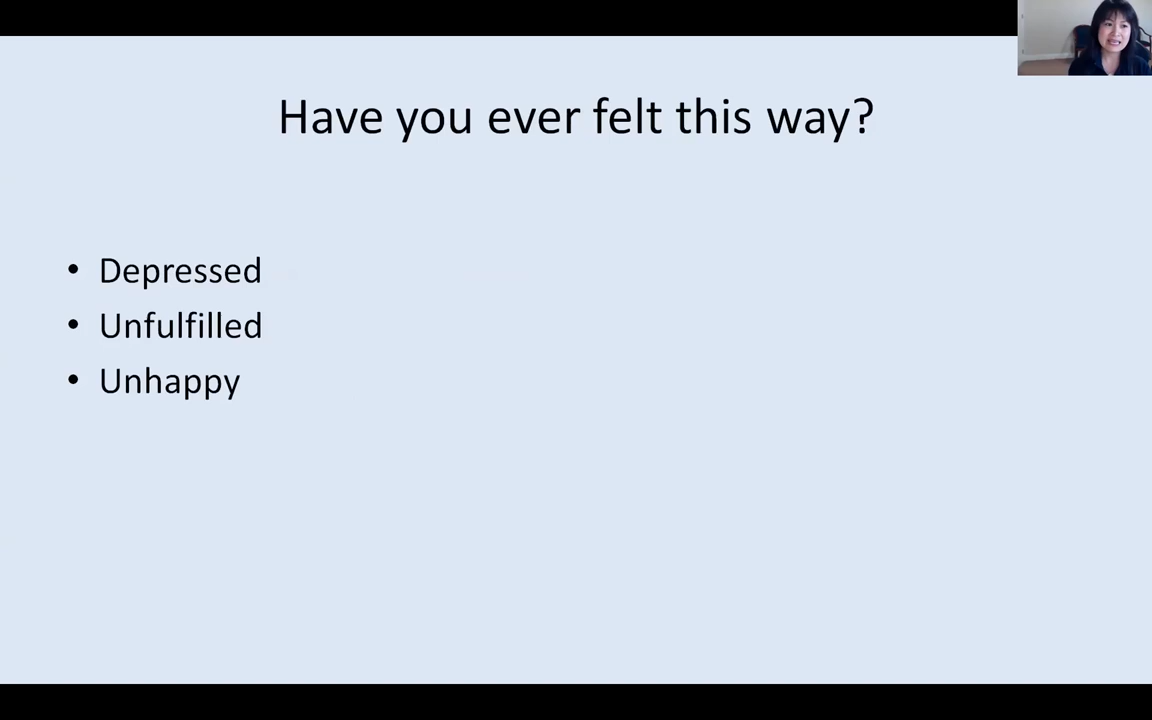 Have you ever felt this way?
• Depressed
• Unfulfilled
• Unhappy